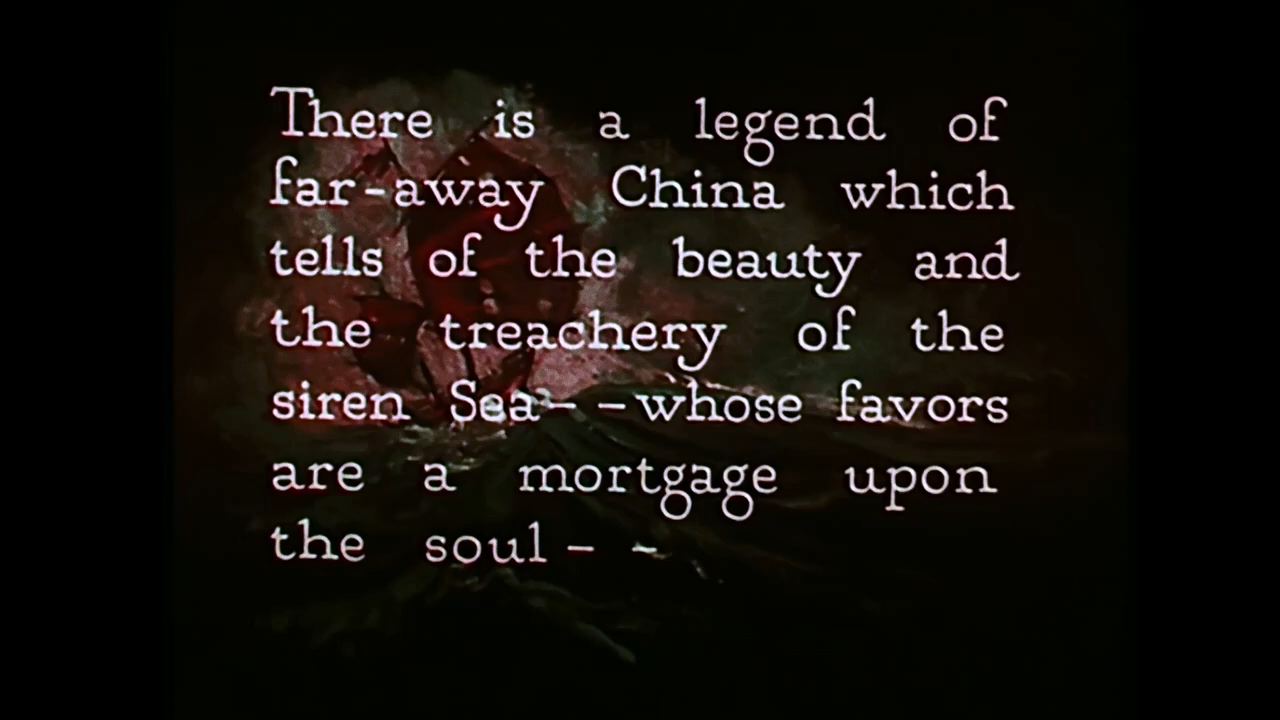 There is a legend of
far-away China which
tells of the beauty and
the treachery of the
siren Sea- -whose favors
are a mortgage upon
the soul- -